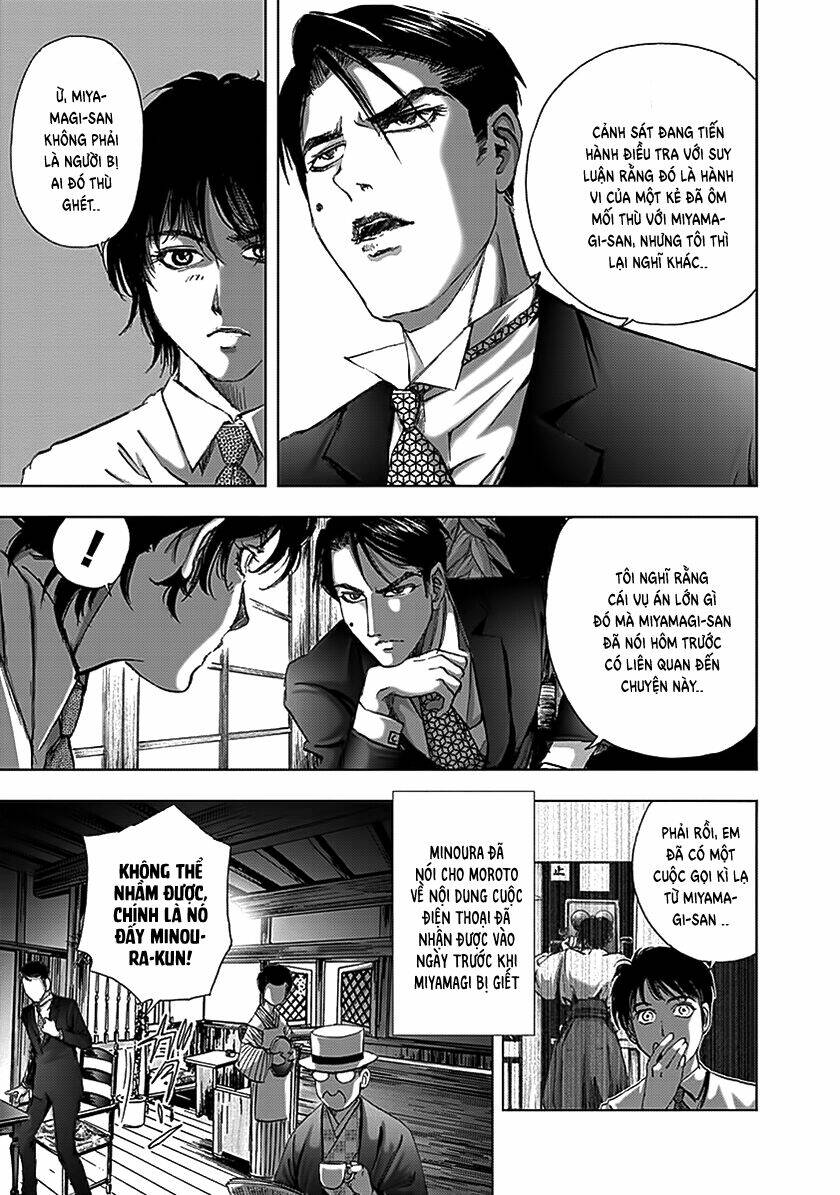 CẢNH SÁT ĐANG TIẾN
HÀNH ĐIỀU TRA VỚI SUY
LUẬN RẰNG ĐÓ LÀ HÀNH
VI CỦA MỘT KẺ ĐÃ ÔM
MỐI THÙ VỚI MIYAMA-
GI-SAN, NHƯNG TÔI THÌ
LẠI NGHĨ KHÁC..
Ừ, MIYA-
MAGI-SAN
KHÔNG PHẢI
LÀ NGƯỜI BỊ
AI ĐÓ THÙ
GHÉT..
TÔI NGHĨ RẰNG
CÁI VỤ ÁN LỚN GÌ
ĐÓ MÀ MIYAMAGI-SAN
ĐÃ NÓI HÔM TRƯỚC
CÓ LIÊN QUAN ĐẾN
CHUYỆN NÀY..
!
PHẢI RỒI, EM
ĐÃ CÓ MỘT
CUỘC GỌI KÌ LẠ
TỪ MIYAMA-
GI-SAN ..
止
MINOURA ĐÃ
NÓI CHO MOROTO
VỀ NỘI DUNG CUỘC
ĐIỆN THOẠI ĐÃ
NHẬN ĐƯỢC VÀO
NGÀY TRƯỚC KHI
MIYAMAGI BỊ GIẾT
KHÔNG THỂ
NHẦM ĐƯỢC,
CHÍNH LÀ NÓ
ĐẤY MINOU-
RA-KUN!